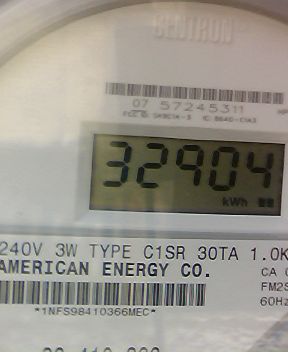 SENTRON
07 57245311
32904
kWh
240V 3W TYPE C1SR 30TA 1.0K
AMERICAN ENERGY CO.
CA
FM2S
60Hz
*1NFS98410366MEC*